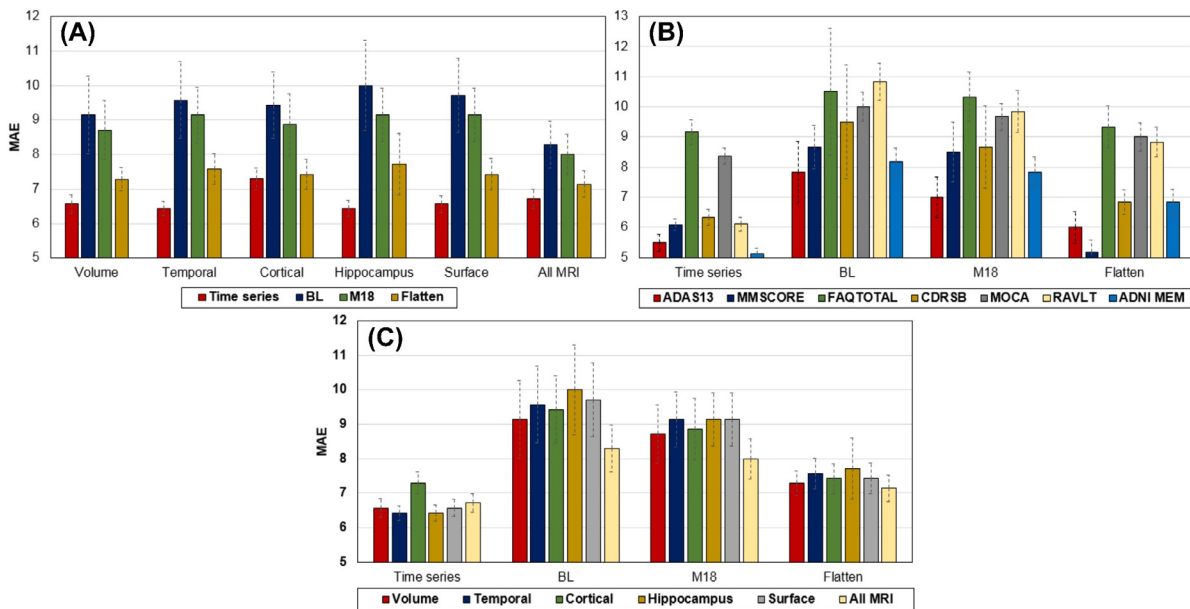 (A)
12
11
10
9
8
7
6
5
MAE
Volume Temporal Cortical Hippocampus Surface All MRI
Time series BL M18 Flatten
(B)
13
12
11
10
9
8
7
6
5
Time series BL M18 Flatten
ADAS13 MMSCORE FAQTOTAL CDRSB MOCA RAVLT ADNI MEM
(C)
12
11
10
9
8
7
6
5
MAE
Time series BL M18 Flatten
Volume Temporal Cortical Hippocampus Surface All MRI